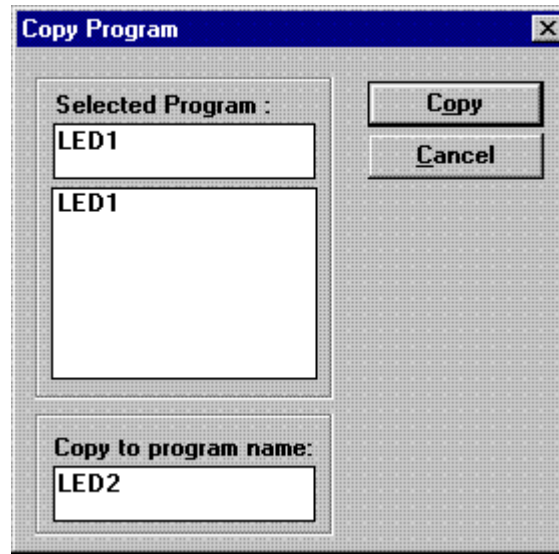 Copy Program
Selected Program :
LED1
LED1
Copy to program name:
LED2
Copy
Cancel